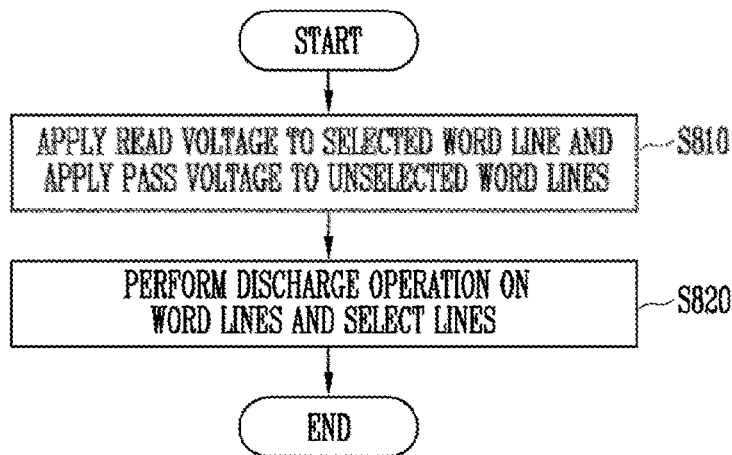 START
APPLY READ VOLTAGE TO SELECTED WORD LINE AND
APPLY PASS VOLTAGE TO UNSELECTED WORD LINES
S810
PERFORM DISCHARGE OPERATION ON
WORD LINES AND SELECT LINES
S820
END